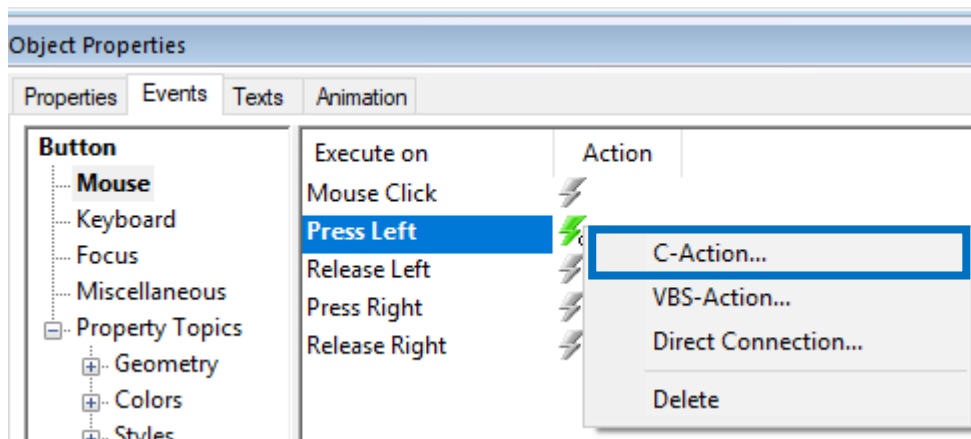 Object Properties
Properties Events Texts Animation
Button
Mouse
Keyboard
Focus
Miscellaneous
Property Topics
Geometry
Colors
Styles
Execute on Action
Mouse Click
Press Left
Release Left
Press Right
Release Right
C-Action...
VBS-Action...
Direct Connection...
Delete